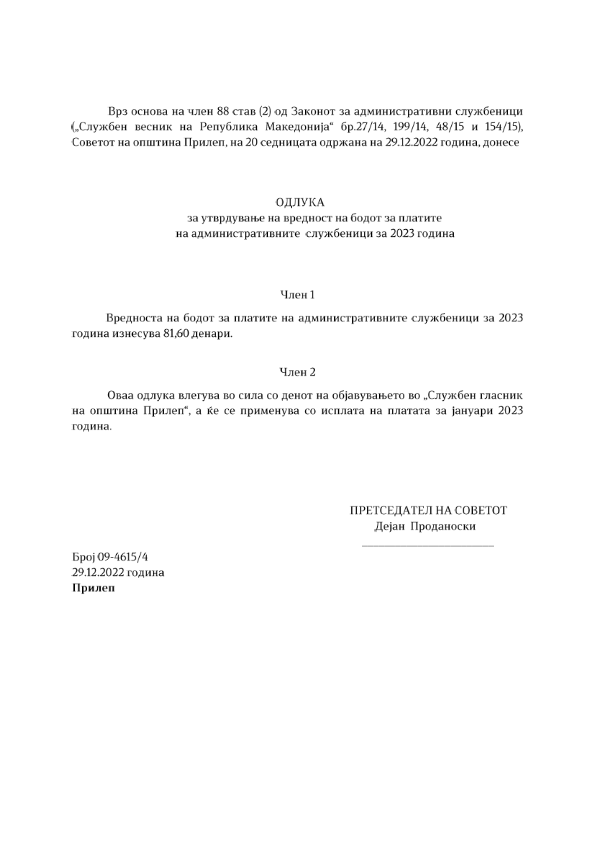 Врз основа на член 88 став (2) од Законот за административни службеници
(„Службен весник на Република Македонија“ бр.27/14, 199/14, 48/15 и 154/15),
Советот на општина Прилеп, на 20 седницата одржана на 29.12.2022 година, донесе
ОДЛУКА
за утврдување на вредност на бодот за платите
на административните службеници за 2023 година
Член 1
Вредноста на бодот за платите на административните службеници за 2023
година изнесува 81,60 денари.
Член 2
Оваа одлука влегува во сила со денот на објавувањето во „Службен гласник
на општина Прилеп“, а ќе се применува со исплата на платата за јануари 2023
година.
ПРЕТСЕДАТЕЛ НА СОВЕТОТ
Дејан Проданоски
Број 09-4615/4
29.12.2022 година
Прилеп